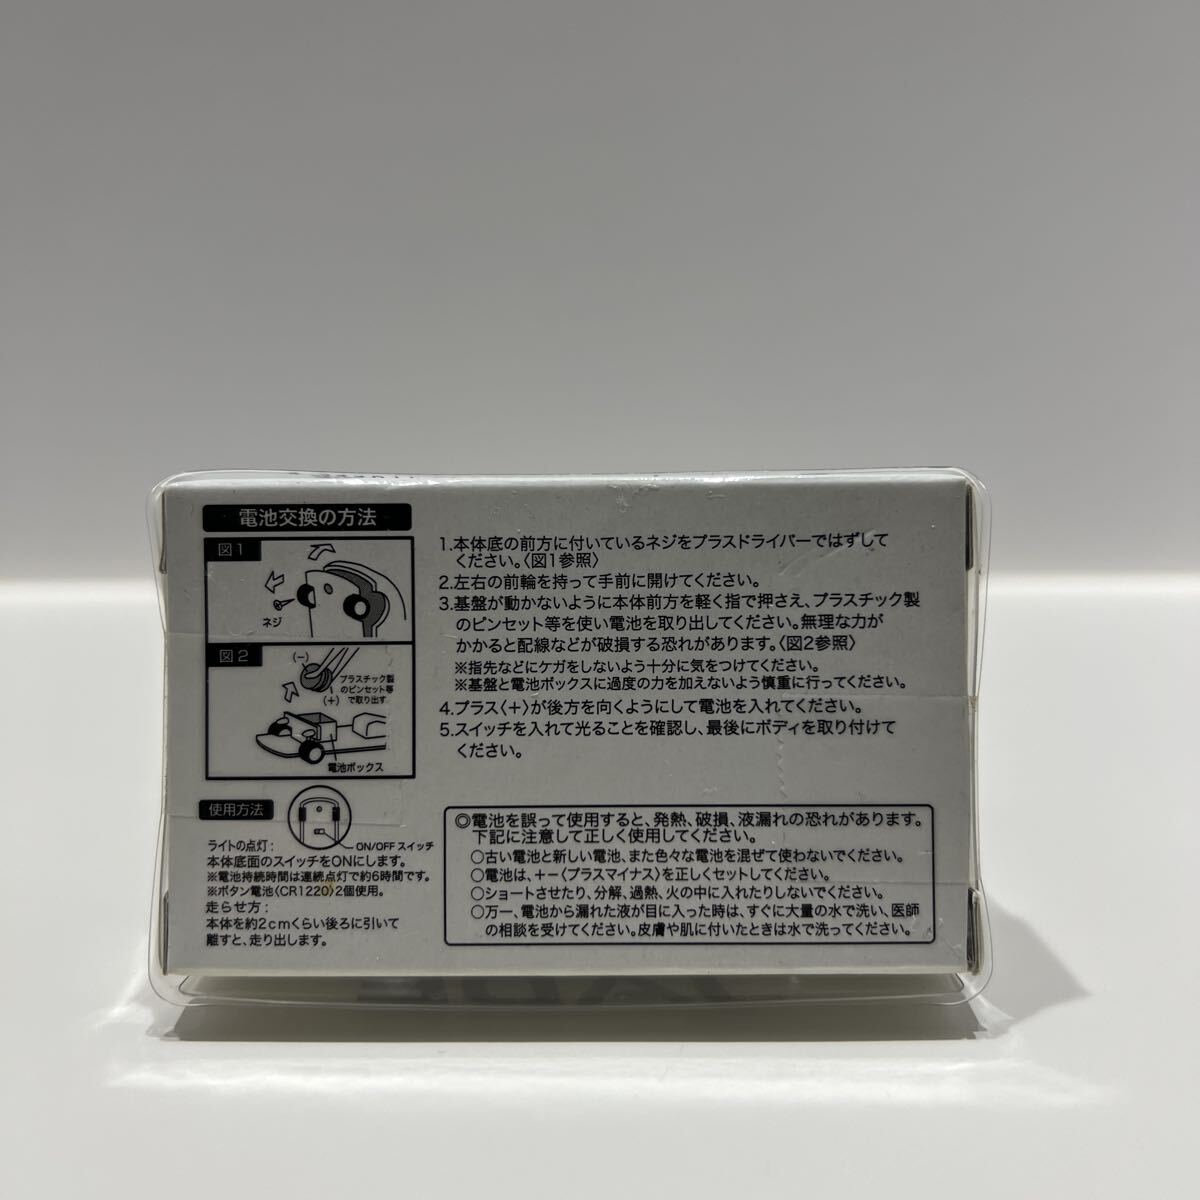 電池交換の方法
図1
ネジ
図2
(−)
プラスチック製
のピンセット等
(+) で取り出す
電池ボックス
1.本体底の前方に付いているネジをプラスドライバーではずして
ください。〈図1参照〉
2.左右の前輪を持って手前に開けてください。
3.基盤が動かないように本体前方を軽く指で押さえ、プラスチック製
のピンセット等を使い電池を取り出してください。無理な力が
かかると配線などが破損する恐れがあります。〈図2参照〉
※指先などにケガをしないよう十分に気をつけてください。
※基盤と電池ボックスに過度の力を加えないよう慎重に行ってください。
4.プラス〈+〉が後方を向くようにして電池を入れてください。
5.スイッチを入れて光ることを確認し、最後にボディを取り付けて
ください。
使用方法
ライトの点灯： ON/OFF スイッチ
本体底面のスイッチをONにします。
※電池持続時間は連続点灯で約6時間です。
※ボタン電池〈CR1220〉2個使用。
走らせ方：
本体を約2cmくらい後ろに引いて
離すと、走り出します。
◎電池を誤って使用すると、発熱、破損、液漏れの恐れがあります。
下記に注意して正しく使用してください。
○古い電池と新しい電池、また色々な電池を混ぜて使わないでください。
○電池は、+−〈プラスマイナス〉を正しくセットしてください。
○ショートさせたり、分解、過熱、火の中に入れたりしないでください。
○万一、電池から漏れた液が目に入った時は、すぐに大量の水で洗い、医師
の相談を受けてください。皮膚や肌に付いたときは水で洗ってください。